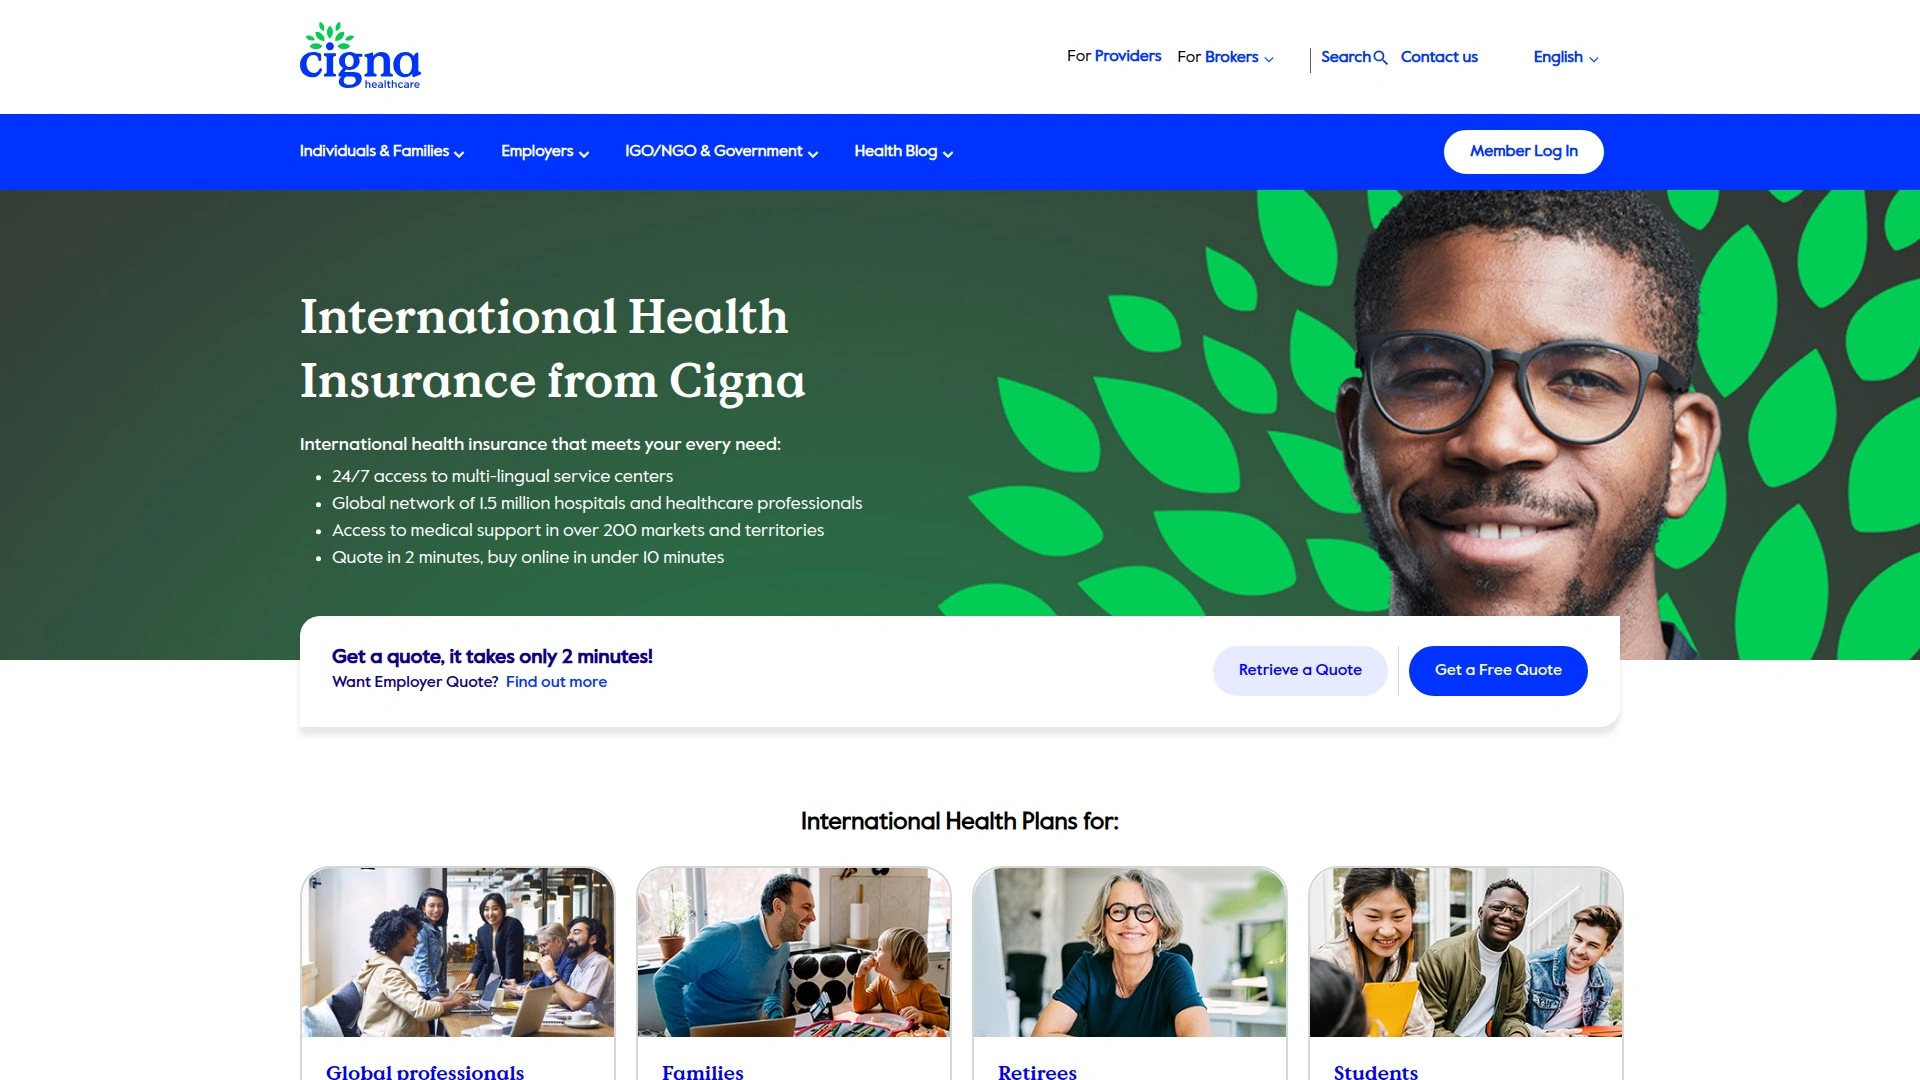 cigna
healthcare
For Providers
For Brokers
Search
Contact us
English
Individuals & Families
Employers
IGO/NGO & Government
Health Blog
Member Log In
International Health
Insurance from Cigna
International health insurance that meets your every need:
24/7 access to multi-lingual service centers
Global network of 1.5 million hospitals and healthcare professionals
Access to medical support in over 200 markets and territories
Quote in 2 minutes, buy online in under 10 minutes
Get a quote, it takes only 2 minutes!
Want Employer Quote? Find out more
Retrieve a Quote
Get a Free Quote
International Health Plans for:
Global professionals
Families
Retirees
Students